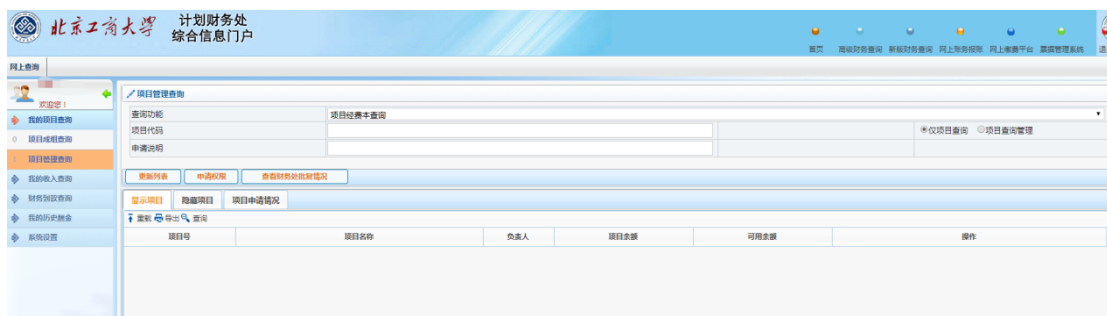 北京工商大学 计划财务处
综合信息门户
首页 高级财务查询 新版财务查询 网上财务报账 网上缴费平台 票据管理系统 退
网上查询
欢迎您！
我的项目查询
0 项目成组查询
项目管理查询
我的收入查询
财务到款查询
我的历史酬金
系统设置
项目管理查询
查询功能 项目经费本查询
项目代码 仅项目查询 项目查询管理
申请说明
更新列表 申请权限 查看财务处批复情况
显示项目 隐藏项目 项目申请情况
重载 导出 查询
项目号 项目名称 负责人 项目余额 可用余额 操作